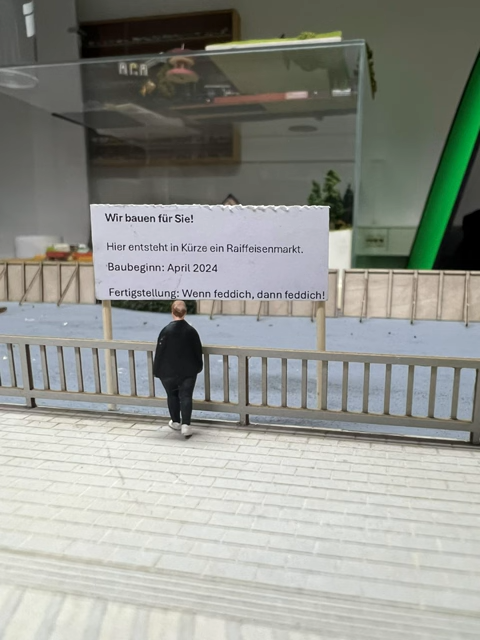 Wir bauen für Sie!
Hier entsteht in Kürze ein Raiffeisenmarkt.
Baubeginn: April 2024
Fertigstellung: Wenn feddich, dann feddich!